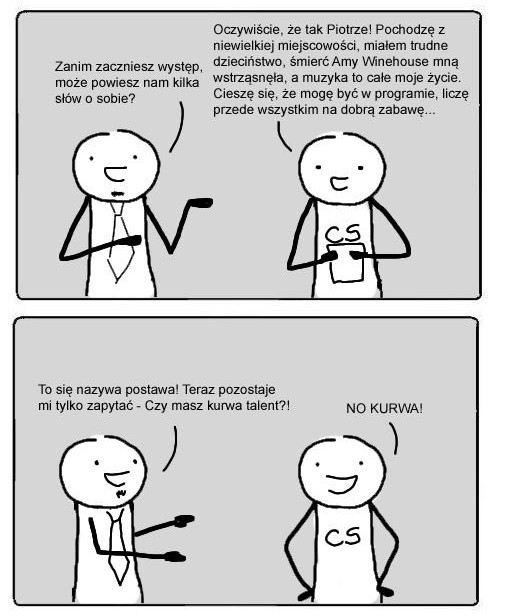 Zanim zaczniesz występ,
może powiesz nam kilka
słów o sobie?
Oczywiście, że tak Piotrze! Pochodzę z
niewielkiej miejscowości, miałem trudne
dzieciństwo, śmierć Amy Winehouse mną
wstrząsnęła, a muzyka to całe moje życie.
Cieszę się, że mogę być w programie, liczę
przede wszystkim na dobrą zabawę...
CS
To się nazywa postawa! Teraz pozostaje
mi tylko zapytać - Czy masz kurwa talent?!
NO KURWA!
CS